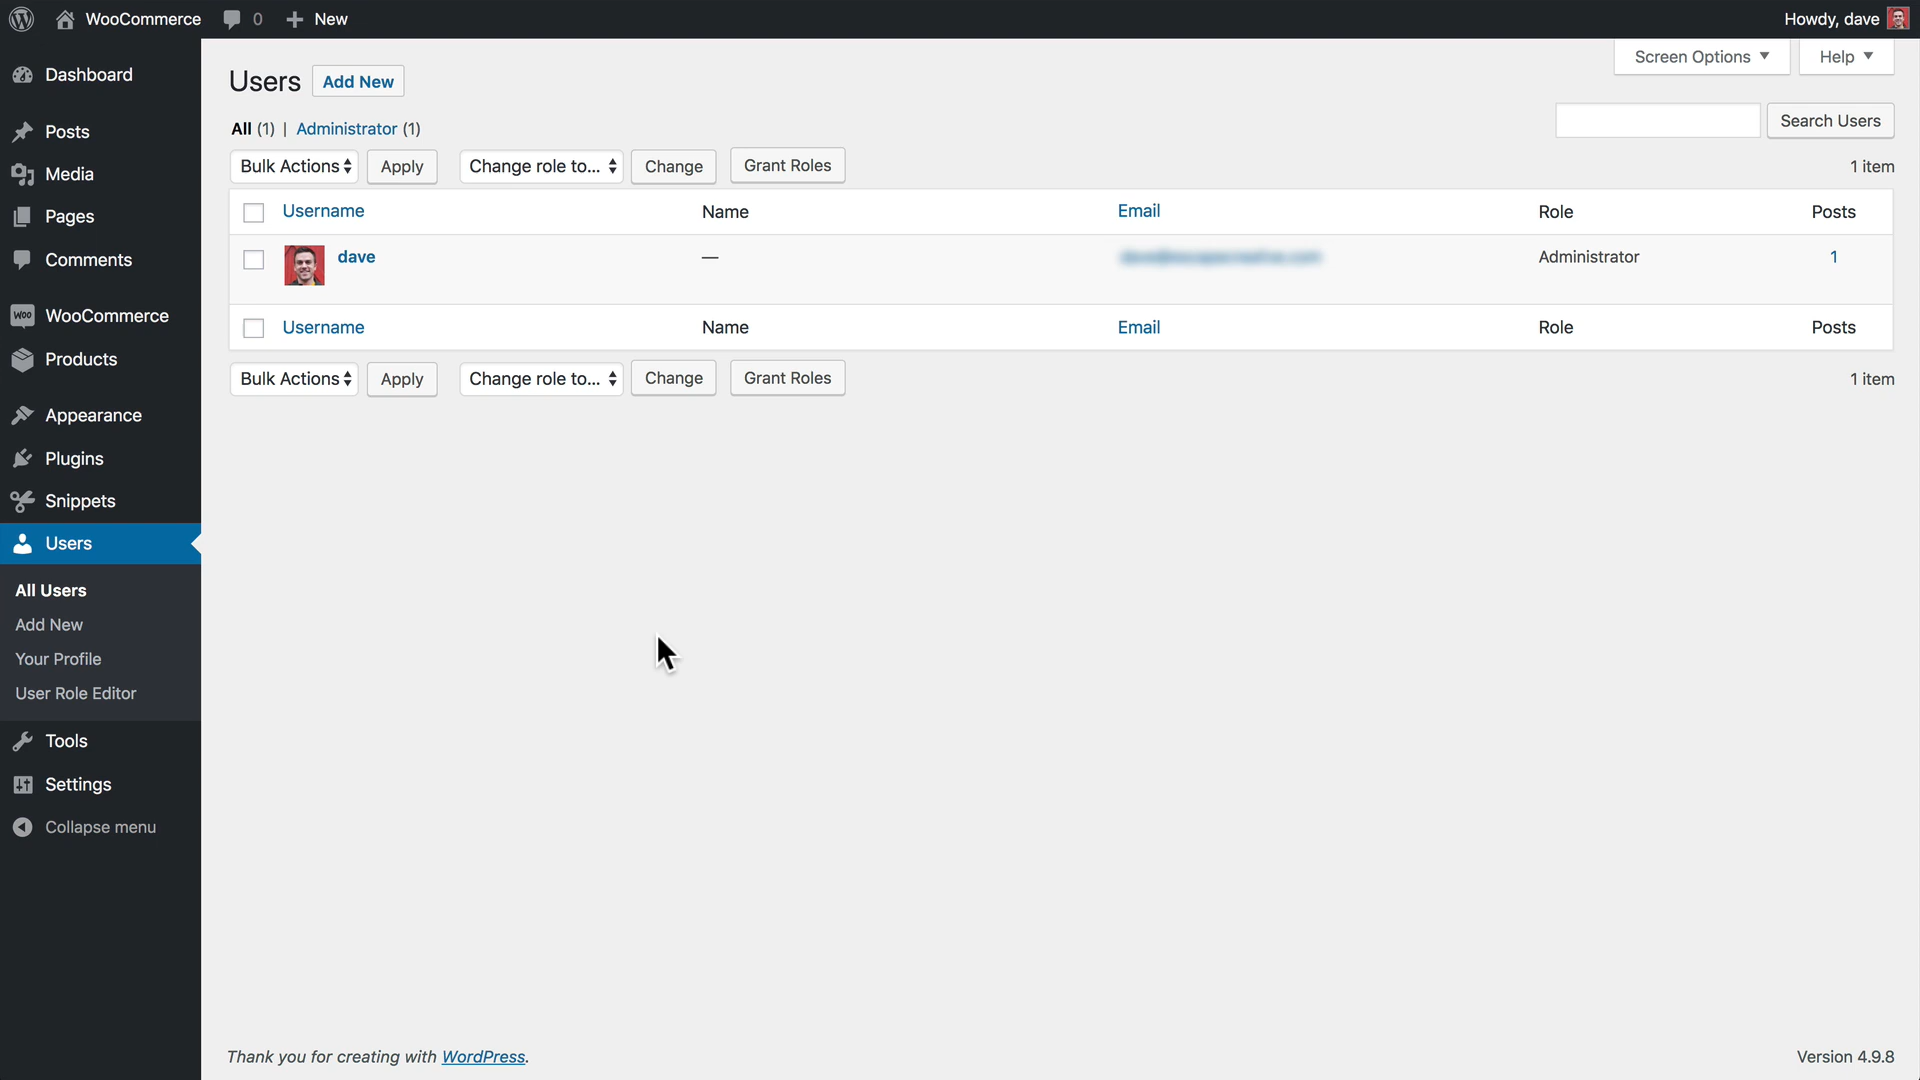 WooCommerce 0 New Howdy, dave
Dashboard
Posts
Media
Pages
Comments
WooCommerce
Products
Appearance
Plugins
Snippets
Users
All Users
Add New
Your Profile
User Role Editor
Tools
Settings
Collapse menu
Screen Options Help
Users Add New
All (1) | Administrator (1)
Search Users
Bulk Actions Apply Change role to... Change Grant Roles 1 item
Username Name Email Role Posts
dave — Administrator 1
Username Name Email Role Posts
Bulk Actions Apply Change role to... Change Grant Roles 1 item
Thank you for creating with WordPress. Version 4.9.8